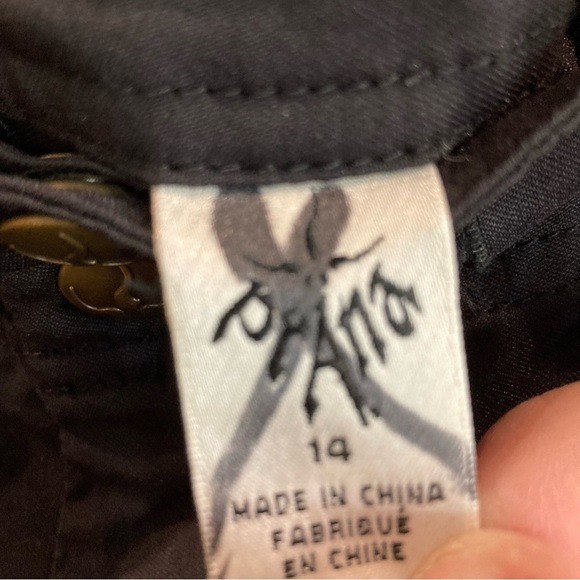 PrAna
14
MADE IN CHINA
FABRIQUÉ
EN CHINE